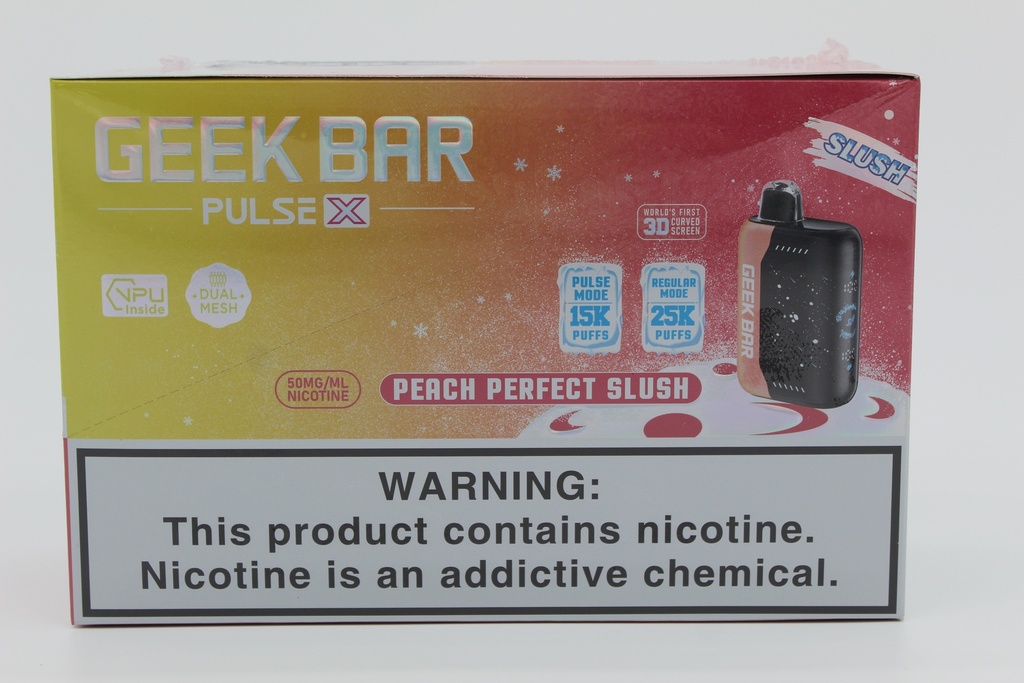 GEEK BAR
PULSE X
SLUSH
WORLD'S FIRST
3D CURVED
SCREEN
VPU
Inside
DUAL
MESH
PULSE
MODE
15K
PUFFS
REGULAR
MODE
25K
PUFFS
GEEK BAR
50MG/ML
NICOTINE
PEACH PERFECT SLUSH
WARNING:
This product contains nicotine.
Nicotine is an addictive chemical.